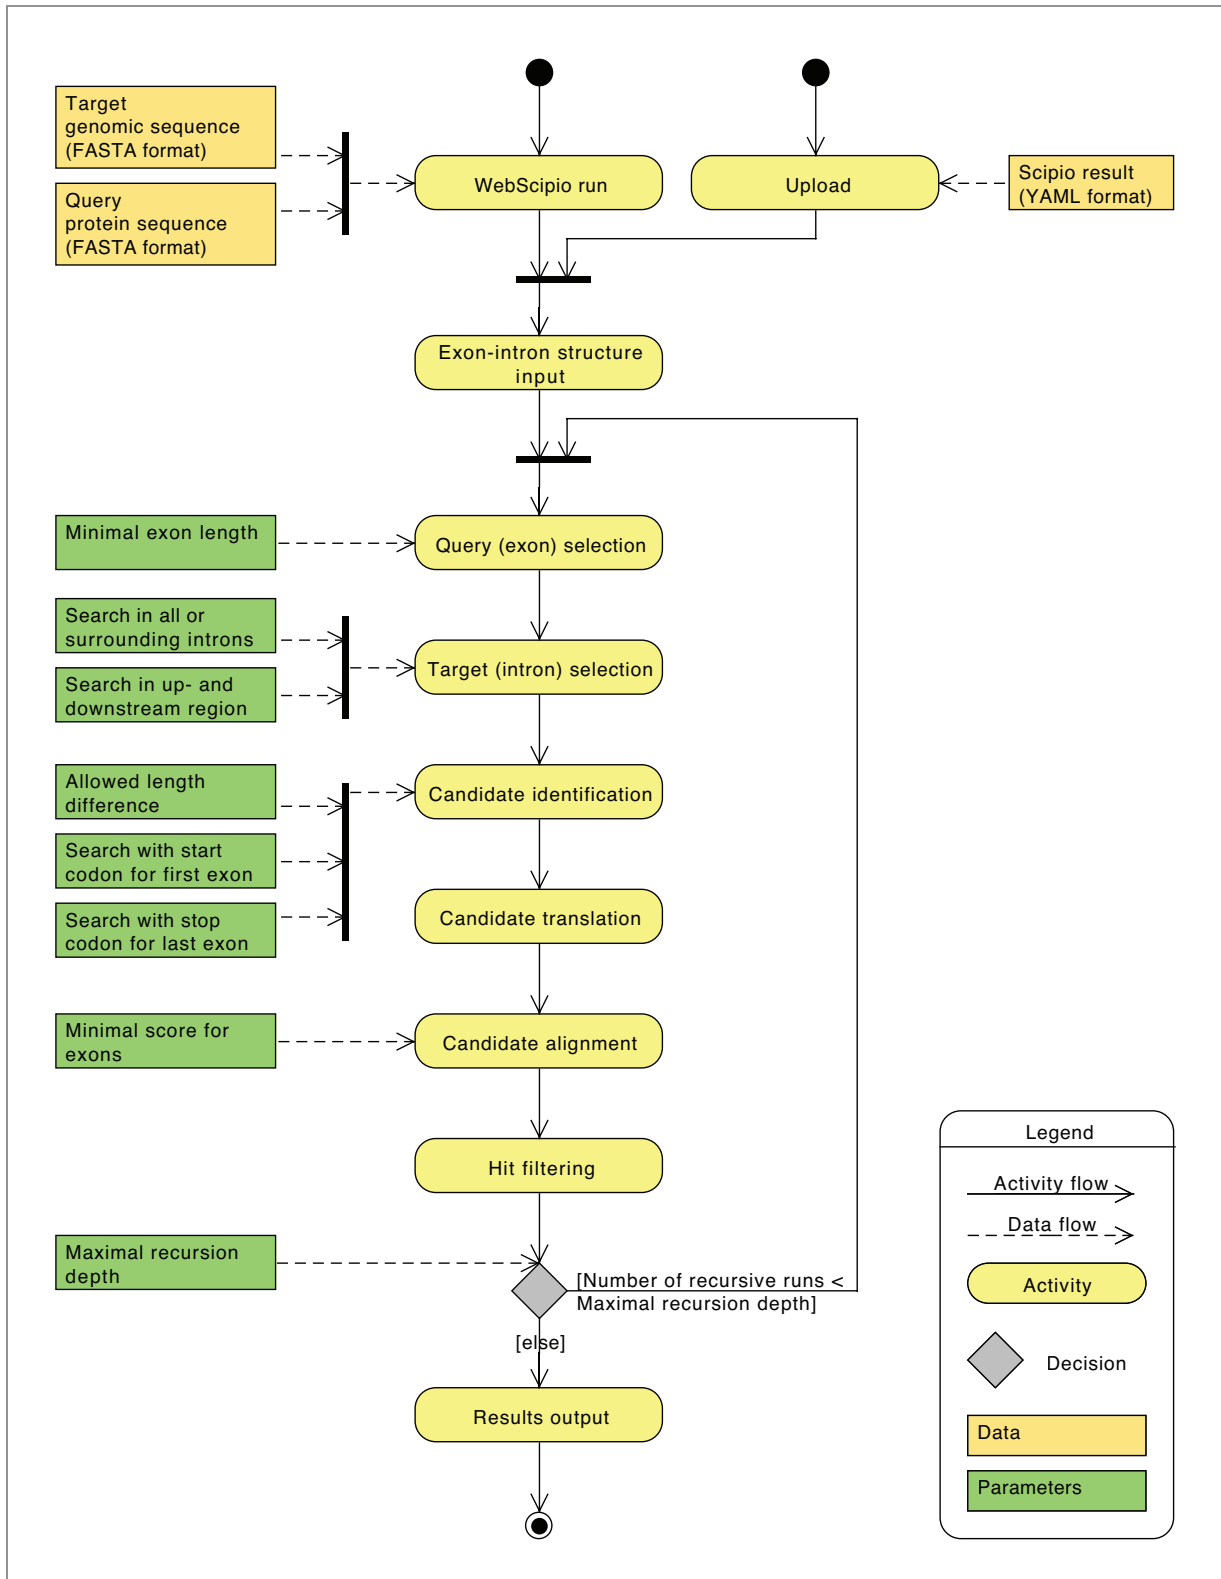 Target
genomic sequence
(FASTA format)
Query
protein sequence
(FASTA format)
WebScipio run
Upload
Scipio result
(YAML format)
Exon-intron structure
input
Minimal exon length
Query (exon) selection
Search in all or
surrounding introns
Search in up- and
downstream region
Target (intron) selection
Allowed length
difference
Search with start
codon for first exon
Search with stop
codon for last exon
Candidate identification
Candidate translation
Minimal score for
exons
Candidate alignment
Hit filtering
Maximal recursion
depth
[Number of recursive runs <
Maximal recursion depth]
[else]
Results output
Legend
Activity flow
Data flow
Activity
Decision
Data
Parameters